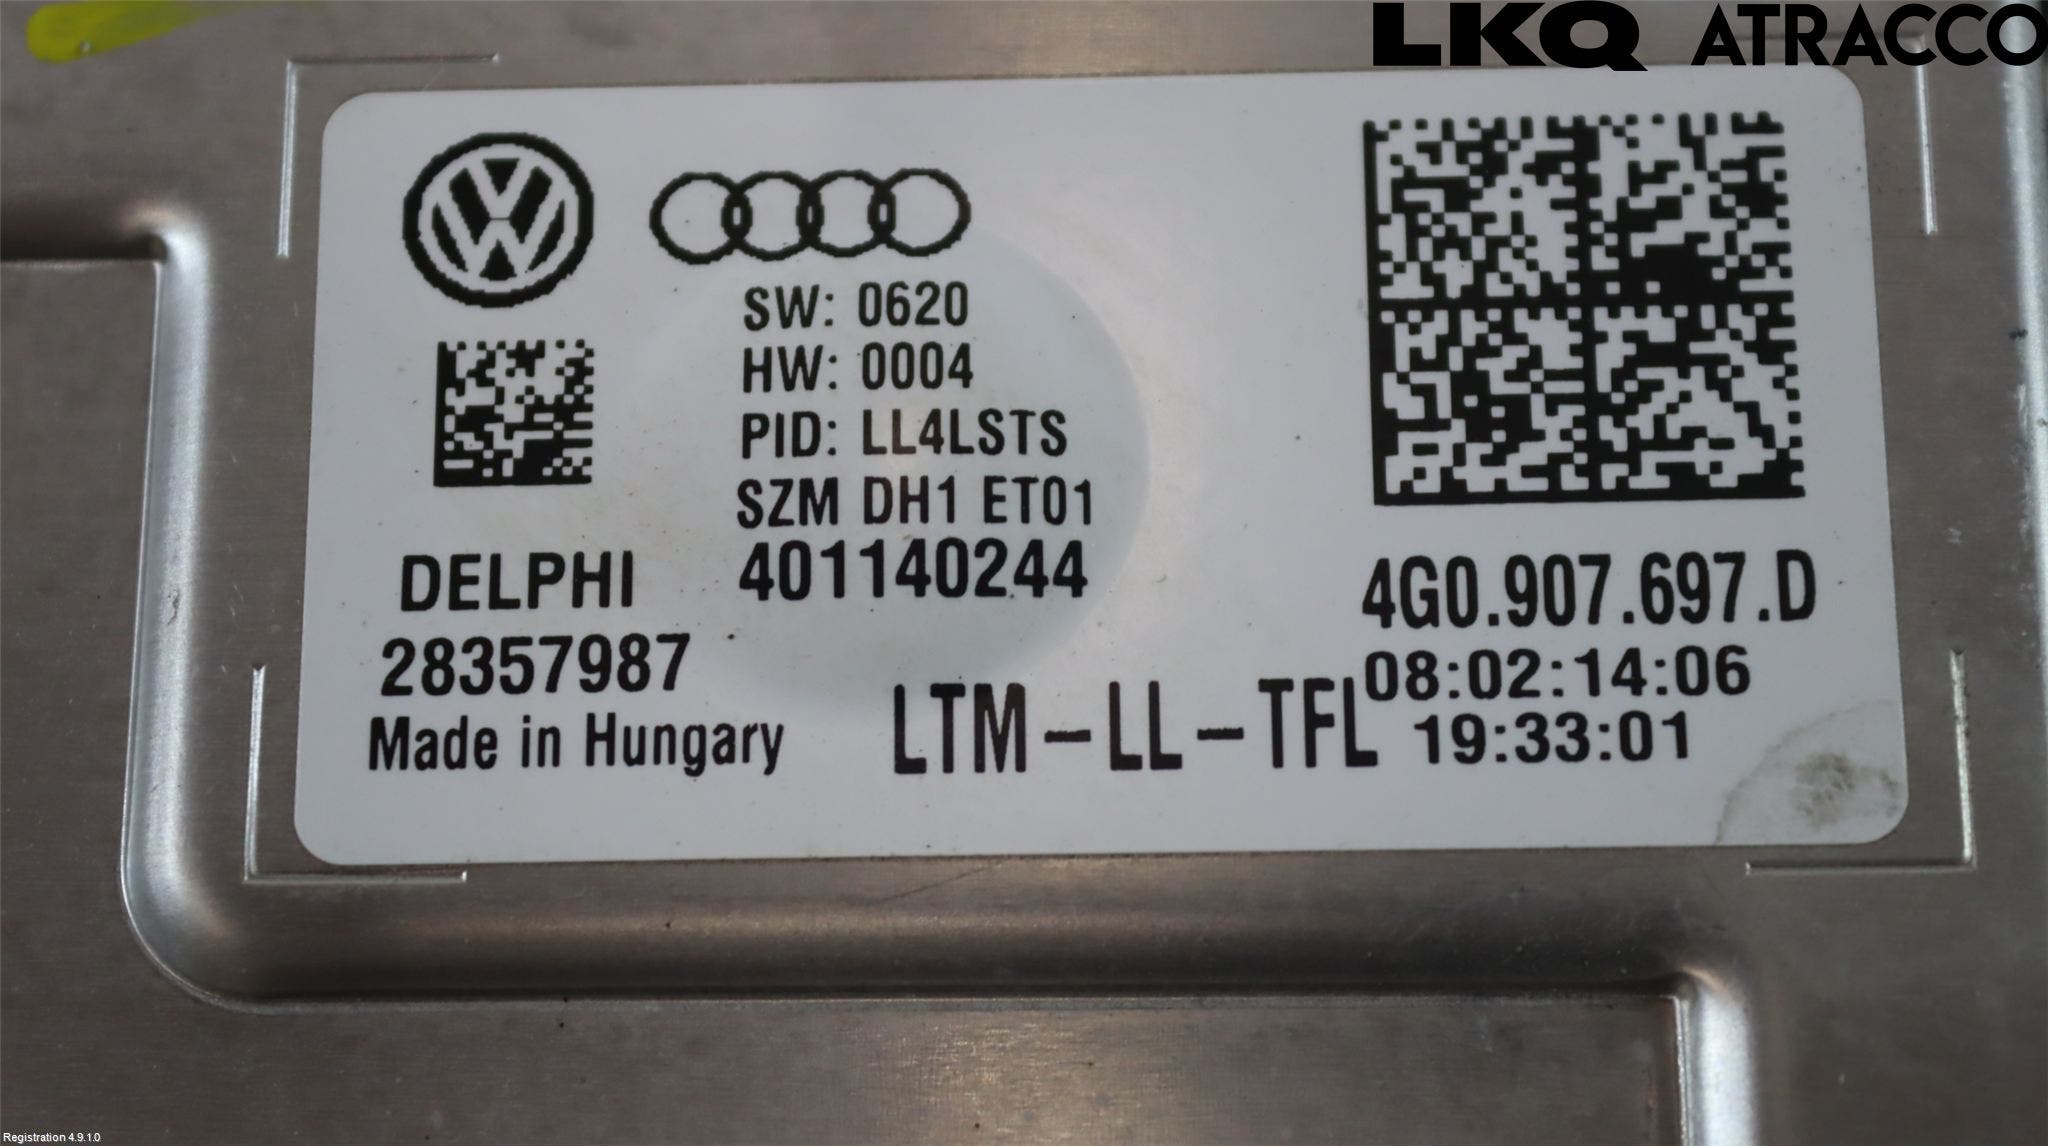 LKQ ATRACCO
SW: 0620
HW: 0004
PID: LL4LSTS
SZM DH1 ET01
401140244
DELPHI
28357987
Made in Hungary
LTM-LL-TFL
4G0.907.697.D
08:02:14:06
19:33:01
Registration 4.9.1.0